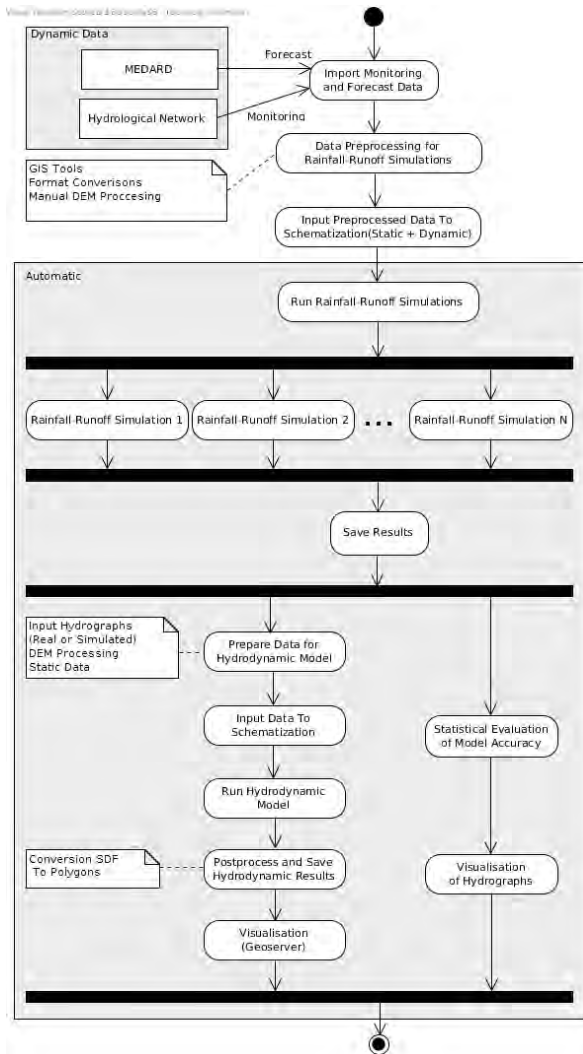 Dynamic Data
MEDARD
Hydrological Network
Forecast
Monitoring
Import Monitoring
and Forecast Data
Data Preprocessing for
Rainfall-Runoff Simulations
GIS Tools
Format Converisons
Manual DEM Proccesing
Input Preprocessed Data To
Schematization(Static + Dynamic)
Automatic
Run Rainfall-Runoff Simulations
Rainfall-Runoff Simulation 1
Rainfall-Runoff Simulation 2
...
Rainfall-Runoff Simulation N
Save Results
Input Hydrographs
(Real or Simulated)
DEM Processing
Static Data
Prepare Data for
Hydrodynamic Model
Input Data To
Schematization
Statistical Evaluation
of Model Accuracy
Run Hydrodynamic
Model
Conversion SDF
To Polygons
Postprocess and Save
Hydrodynamic Results
Visualisation
of Hydrographs
Visualisation
(Geoserver)